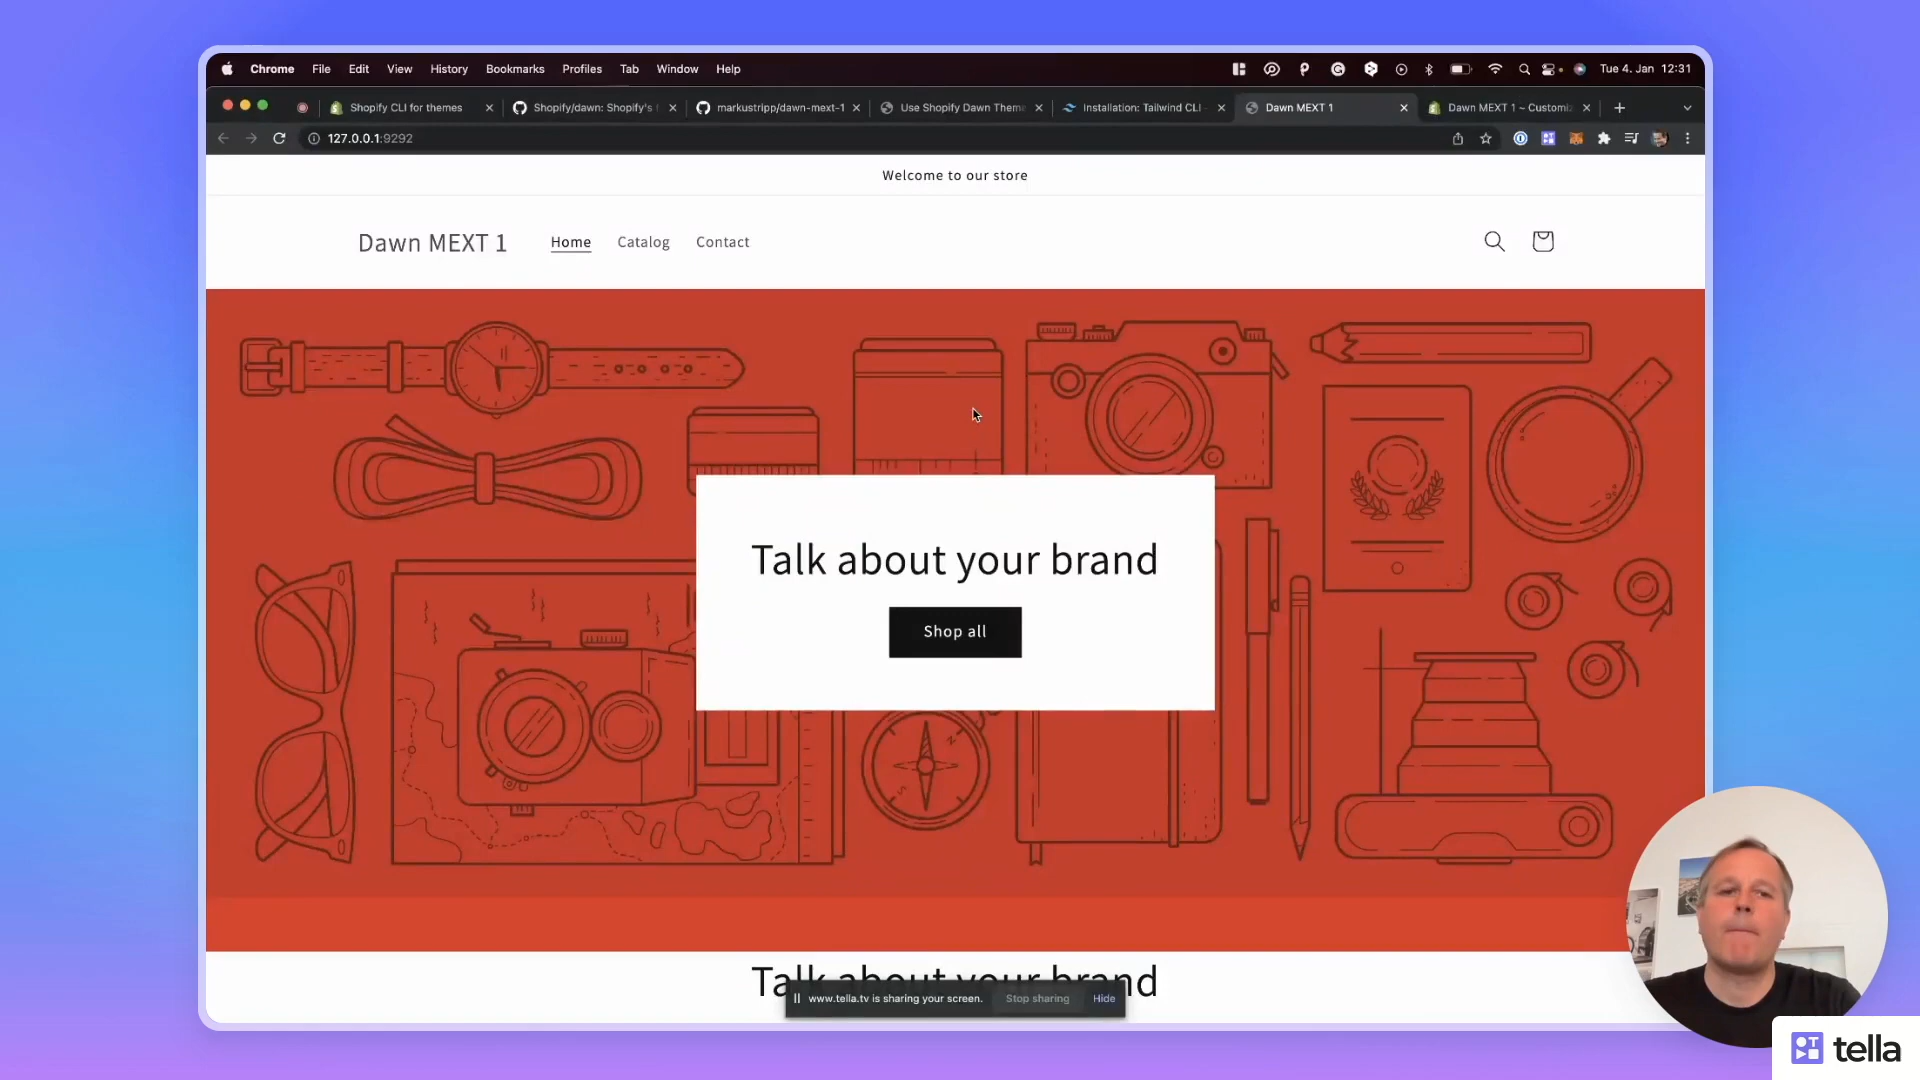 Chrome File Edit View History Bookmarks Profiles Tab Window Help
Tue 4. Jan 12:31
Shopify CLI for themes
Shopify/dawn: Shopify's
markustripp/dawn-mext-1
Use Shopify Dawn Thema
Installation: Tailwind CLI
Dawn MEXT 1
Dawn MEXT 1 ~ Customiz
127.0.0.1:9292
Welcome to our store
Dawn MEXT 1
Home Catalog Contact
Talk about your brand
Shop all
Talk about your brand
www.tella.tv is sharing your screen. Stop sharing Hide
tella